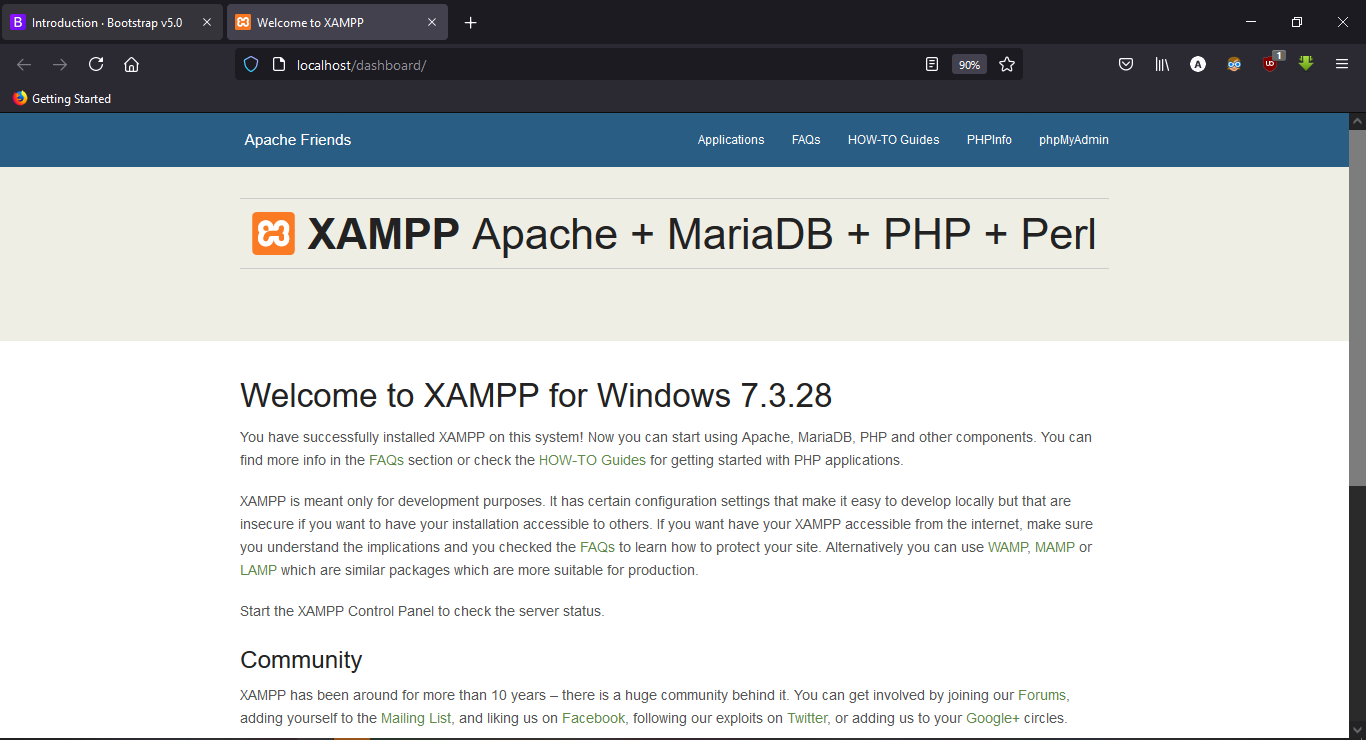 Introduction · Bootstrap v5.0
Welcome to XAMPP
localhost/dashboard/
90%
A
1
Getting Started
Apache Friends
Applications
FAQs
HOW-TO Guides
PHPInfo
phpMyAdmin
XAMPP Apache + MariaDB + PHP + Perl
Welcome to XAMPP for Windows 7.3.28
You have successfully installed XAMPP on this system! Now you can start using Apache, MariaDB, PHP and other components. You can
find more info in the FAQs section or check the HOW-TO Guides for getting started with PHP applications.
XAMPP is meant only for development purposes. It has certain configuration settings that make it easy to develop locally but that are
insecure if you want to have your installation accessible to others. If you want have your XAMPP accessible from the internet, make sure
you understand the implications and you checked the FAQs to learn how to protect your site. Alternatively you can use WAMP, MAMP or
LAMP which are similar packages which are more suitable for production.
Start the XAMPP Control Panel to check the server status.
Community
XAMPP has been around for more than 10 years – there is a huge community behind it. You can get involved by joining our Forums,
adding yourself to the Mailing List, and liking us on Facebook, following our exploits on Twitter, or adding us to your Google+ circles.